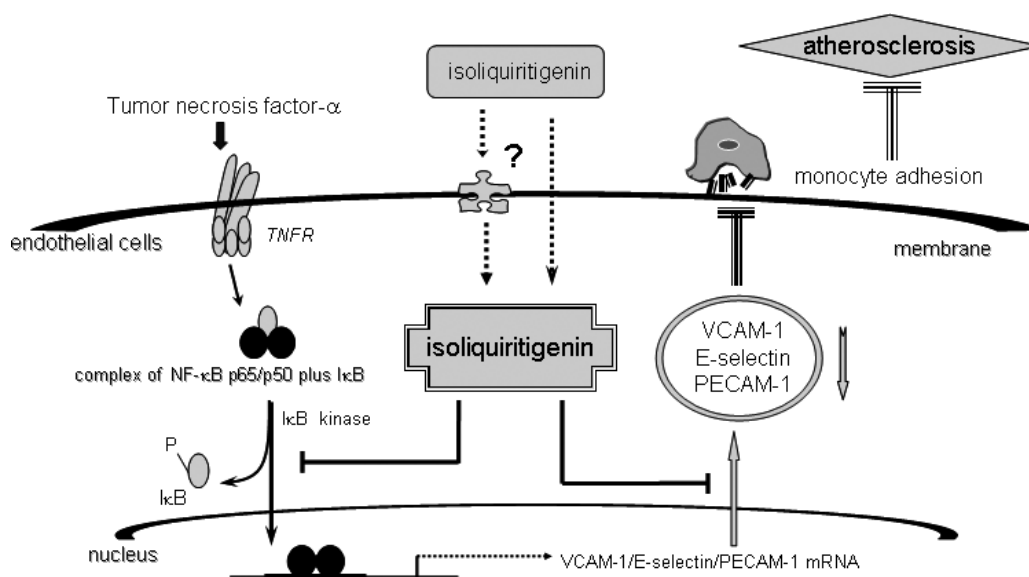 atherosclerosis
isoliquiritigenin
Tumor necrosis factor-α
?
monocyte adhesion
endothelial cells
TNFR
membrane
VCAM-1
E-selectin
PECAM-1
isoliquiritigenin
complex of NF-κB p65/p50 plus IκB
IκB kinase
P
IκB
nucleus
VCAM-1/E-selectin/PECAM-1 mRNA